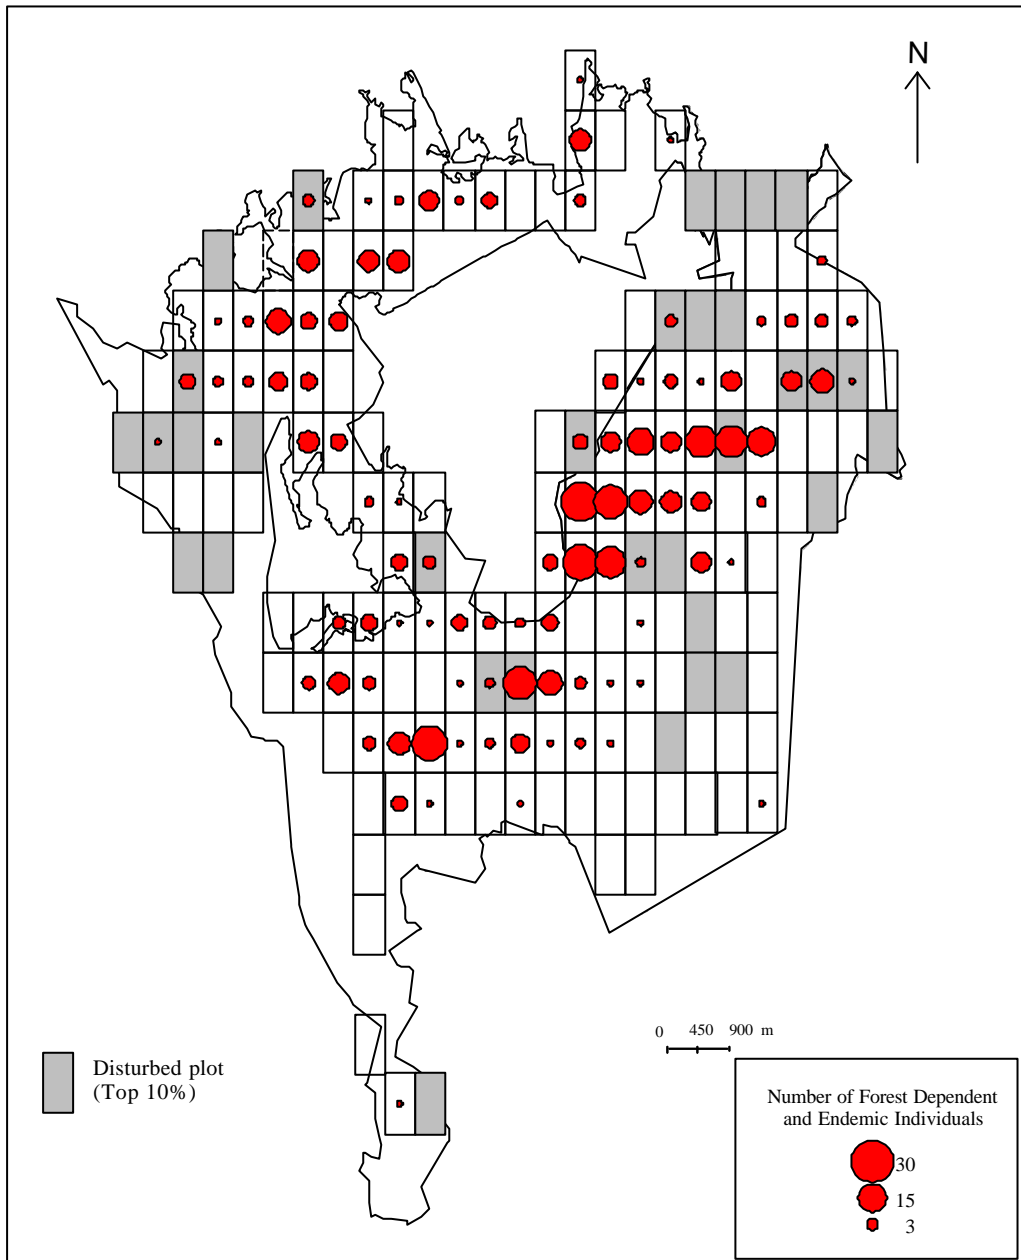 N
0 450 900 m
Disturbed plot
(Top 10%)
Number of Forest Dependent
and Endemic Individuals
30
15
3